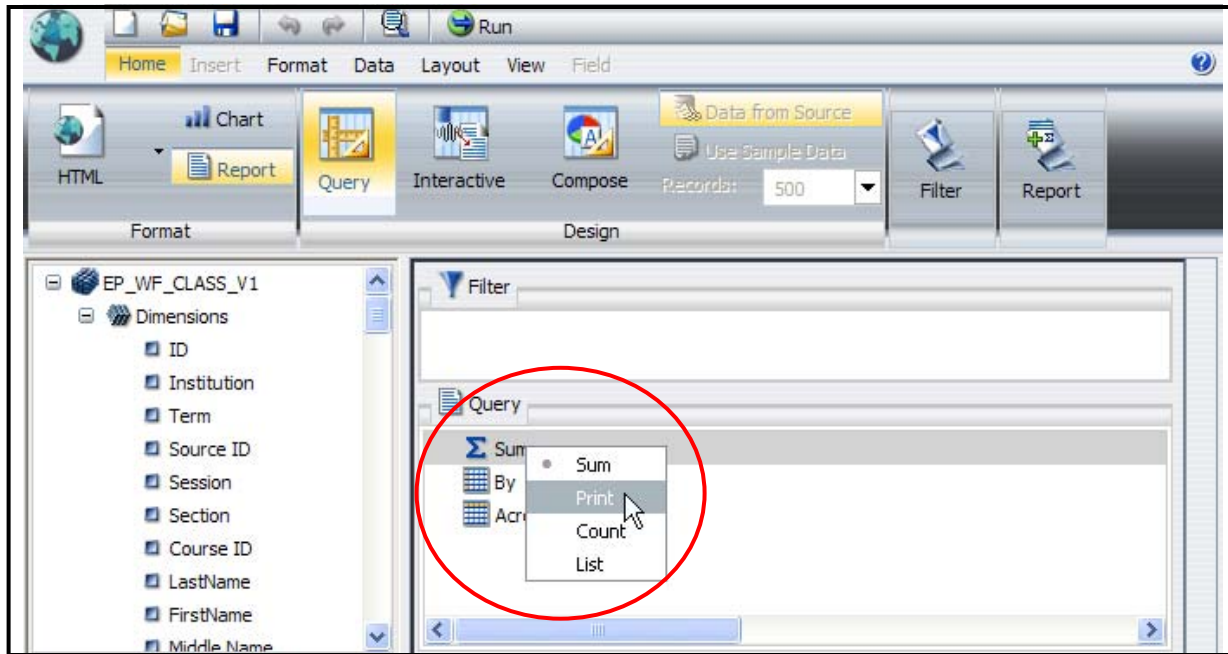 Run
Home Insert Format Data Layout View Field
HTML
Chart
Report
Query
Interactive
Compose
Data from Source
Use Sample Data
Records: 500
Filter
Report
Format
Design
EP_WF_CLASS_V1
Dimensions
ID
Institution
Term
Source ID
Session
Section
Course ID
LastName
FirstName
Middle Name
Filter
Query
Sum
By
Sum
Print
Count
List